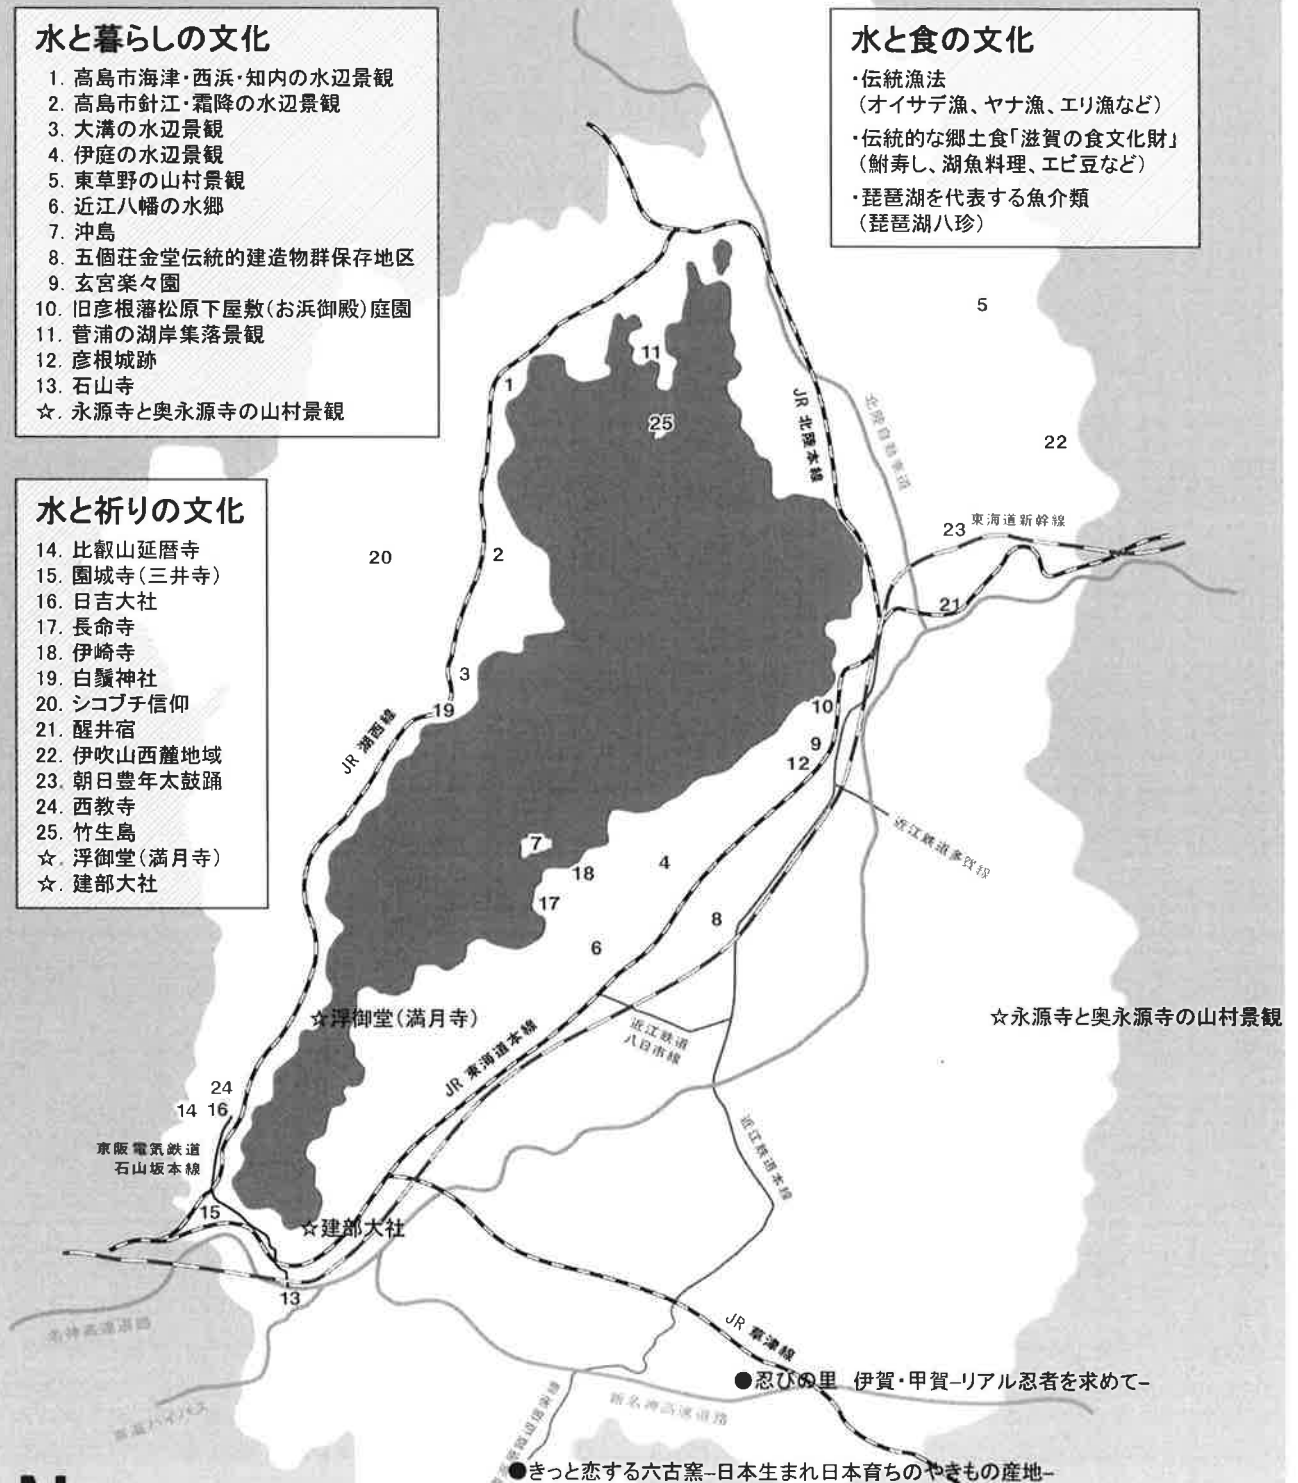 水と暮らしの文化
1. 高島市海津・西浜・知内の水辺景観
2. 高島市針江・霜降の水辺景観
3. 大溝の水辺景観
4. 伊庭の水辺景観
5. 東草野の山村景観
6. 近江八幡の水郷
7. 沖島
8. 五個荘金堂伝統的建造物群保存地区
9. 玄宮楽々園
10. 旧彦根藩松原下屋敷(お浜御殿)庭園
11. 菅浦の湖岸集落景観
12. 彦根城跡
13. 石山寺
☆. 永源寺と奥永源寺の山村景観
水と食の文化
・伝統漁法
(オイサデ漁、ヤナ漁、エリ漁など)
・伝統的な郷土食「滋賀の食文化財」
(鮒寿し、湖魚料理、エビ豆など)
・琵琶湖を代表する魚介類
(琵琶湖八珍)
水と祈りの文化
14. 比叡山延暦寺
15. 園城寺(三井寺)
16. 日吉大社
17. 長命寺
18. 伊崎寺
19. 白鬚神社
20. シコブチ信仰
21. 醒井宿
22. 伊吹山西麓地域
23. 朝日豊年太鼓踊
24. 西教寺
25. 竹生島
☆. 浮御堂(満月寺)
☆. 建部大社
5
11
1
25
JR 北陸本線
北陸自動車道
22
23
東海道新幹線
20
2
21
3
19
JR 湖西線
10
9
12
近江鉄道多賀線
7
18
4
17
8
6
☆浮御堂(満月寺)
☆永源寺と奥永源寺の山村景観
近江鉄道
八日市線
JR 東海道本線
24
14 16
京阪電気鉄道
石山坂本線
近江鉄道本線
15
☆建部大社
13
名神高速道路
JR 草津線
●忍びの里 伊賀・甲賀-リアル忍者を求めて-
新名神高速道路
京滋バイパス
●きっと恋する六古窯-日本生まれ日本育ちのやきもの産地-
N